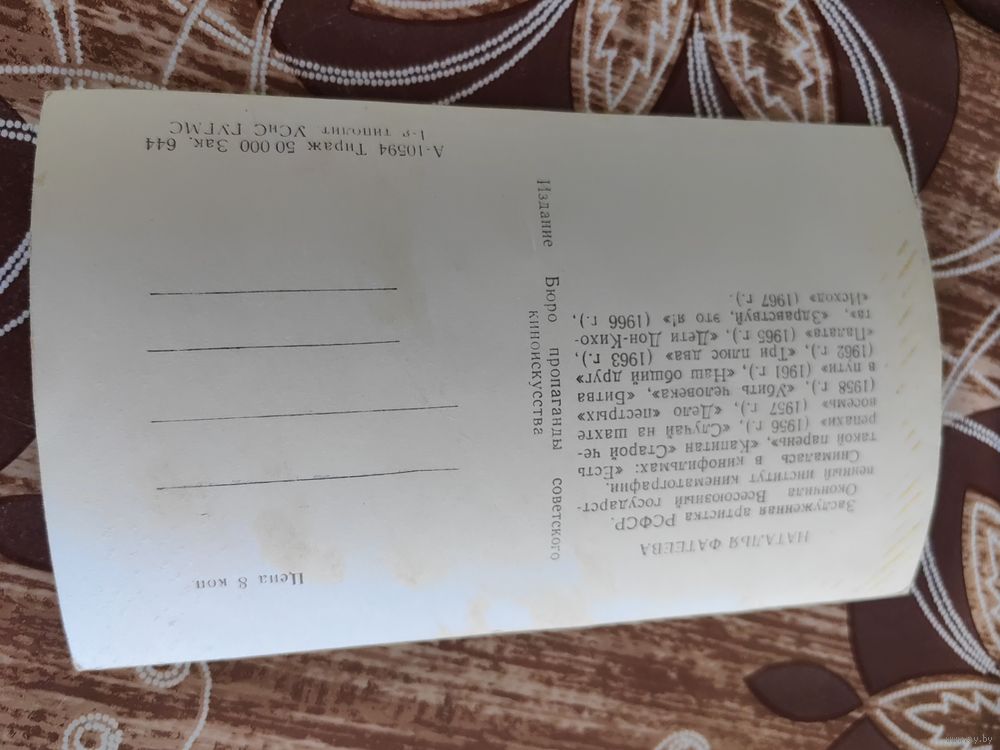 НАТАЛЬЯ ФАТЕЕВА
Заслуженная артистка РСФСР.
Окончила Всесоюзный государст-
венный институт кинематографии.
Снималась в кинофильмах: «Есть
такой парень», «Капитан «Старой че-
репахи» (1956 г.), «Случай на шахте
восемь» (1957 г.), «Дело «пестрых»
(1958 г.), «Убить человека», «Битва
в пути» (1961 г.), «Наш общий друг»
(1962 г.), «Три плюс два» (1963 г.),
«Палата» (1965 г.), «Дети Дон-Кихо-
та», «Здравствуй, это я!» (1966 г.),
«Исход» (1967 г.).
Издание Бюро пропаганды советского
киноискусства
Цена 8 коп
А-10594 Тираж 50 000 Зак. 644
1-я типолит. УСиС ГУГМС